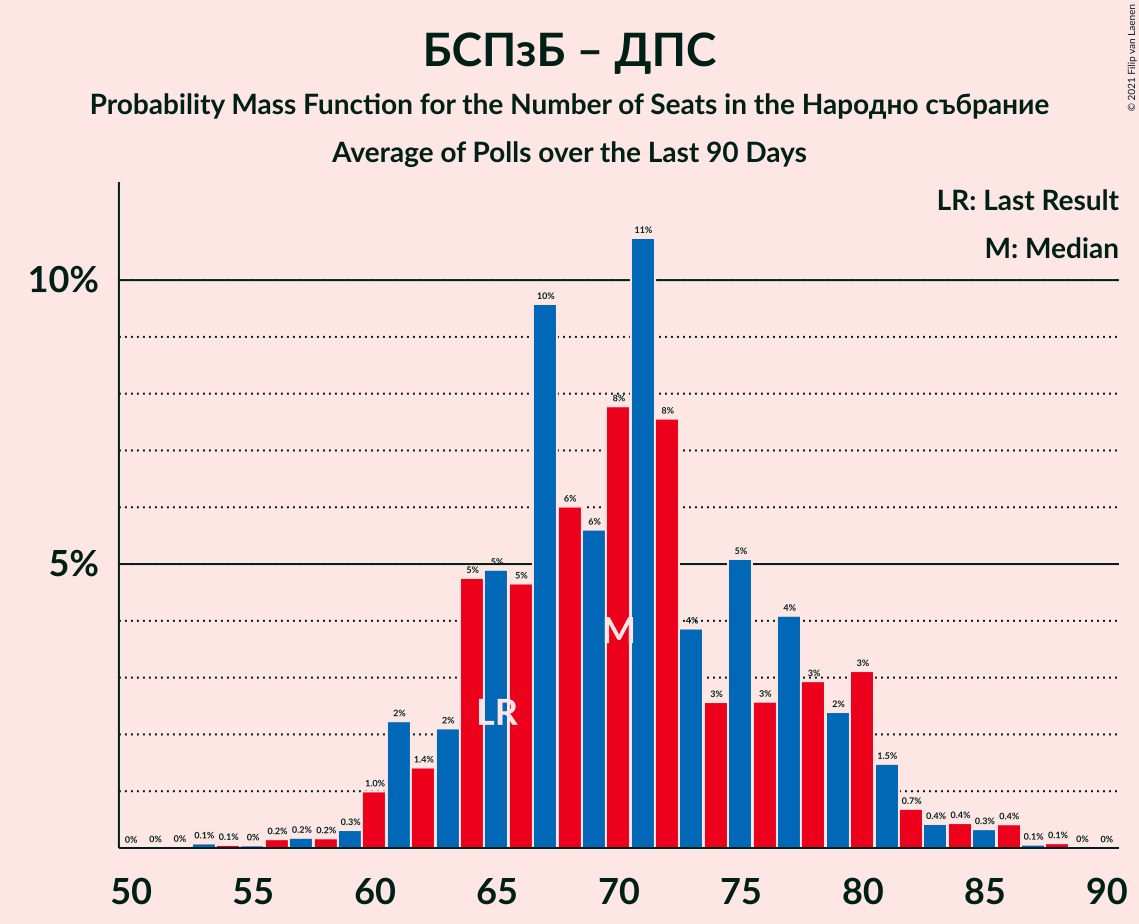 БСПзБ – ДПС
Probability Mass Function for the Number of Seats in the Народно събрание
Average of Polls over the Last 90 Days
© 2021 Filip van Laenen
LR: Last Result
M: Median
10%
5%
0% 0% 0% 0.1% 0.1% 0% 0.2% 0.2% 0.2% 0.3% 1.0% 2% 1.4% 2% 5% 5% 5% 10% 6% 6% 8% 11% 8% 4% 3% 5% 3% 4% 3% 2% 3% 1.5% 0.7% 0.4% 0.4% 0.3% 0.4% 0.1% 0.1% 0% 0%
M
LR
50 55 60 65 70 75 80 85 90